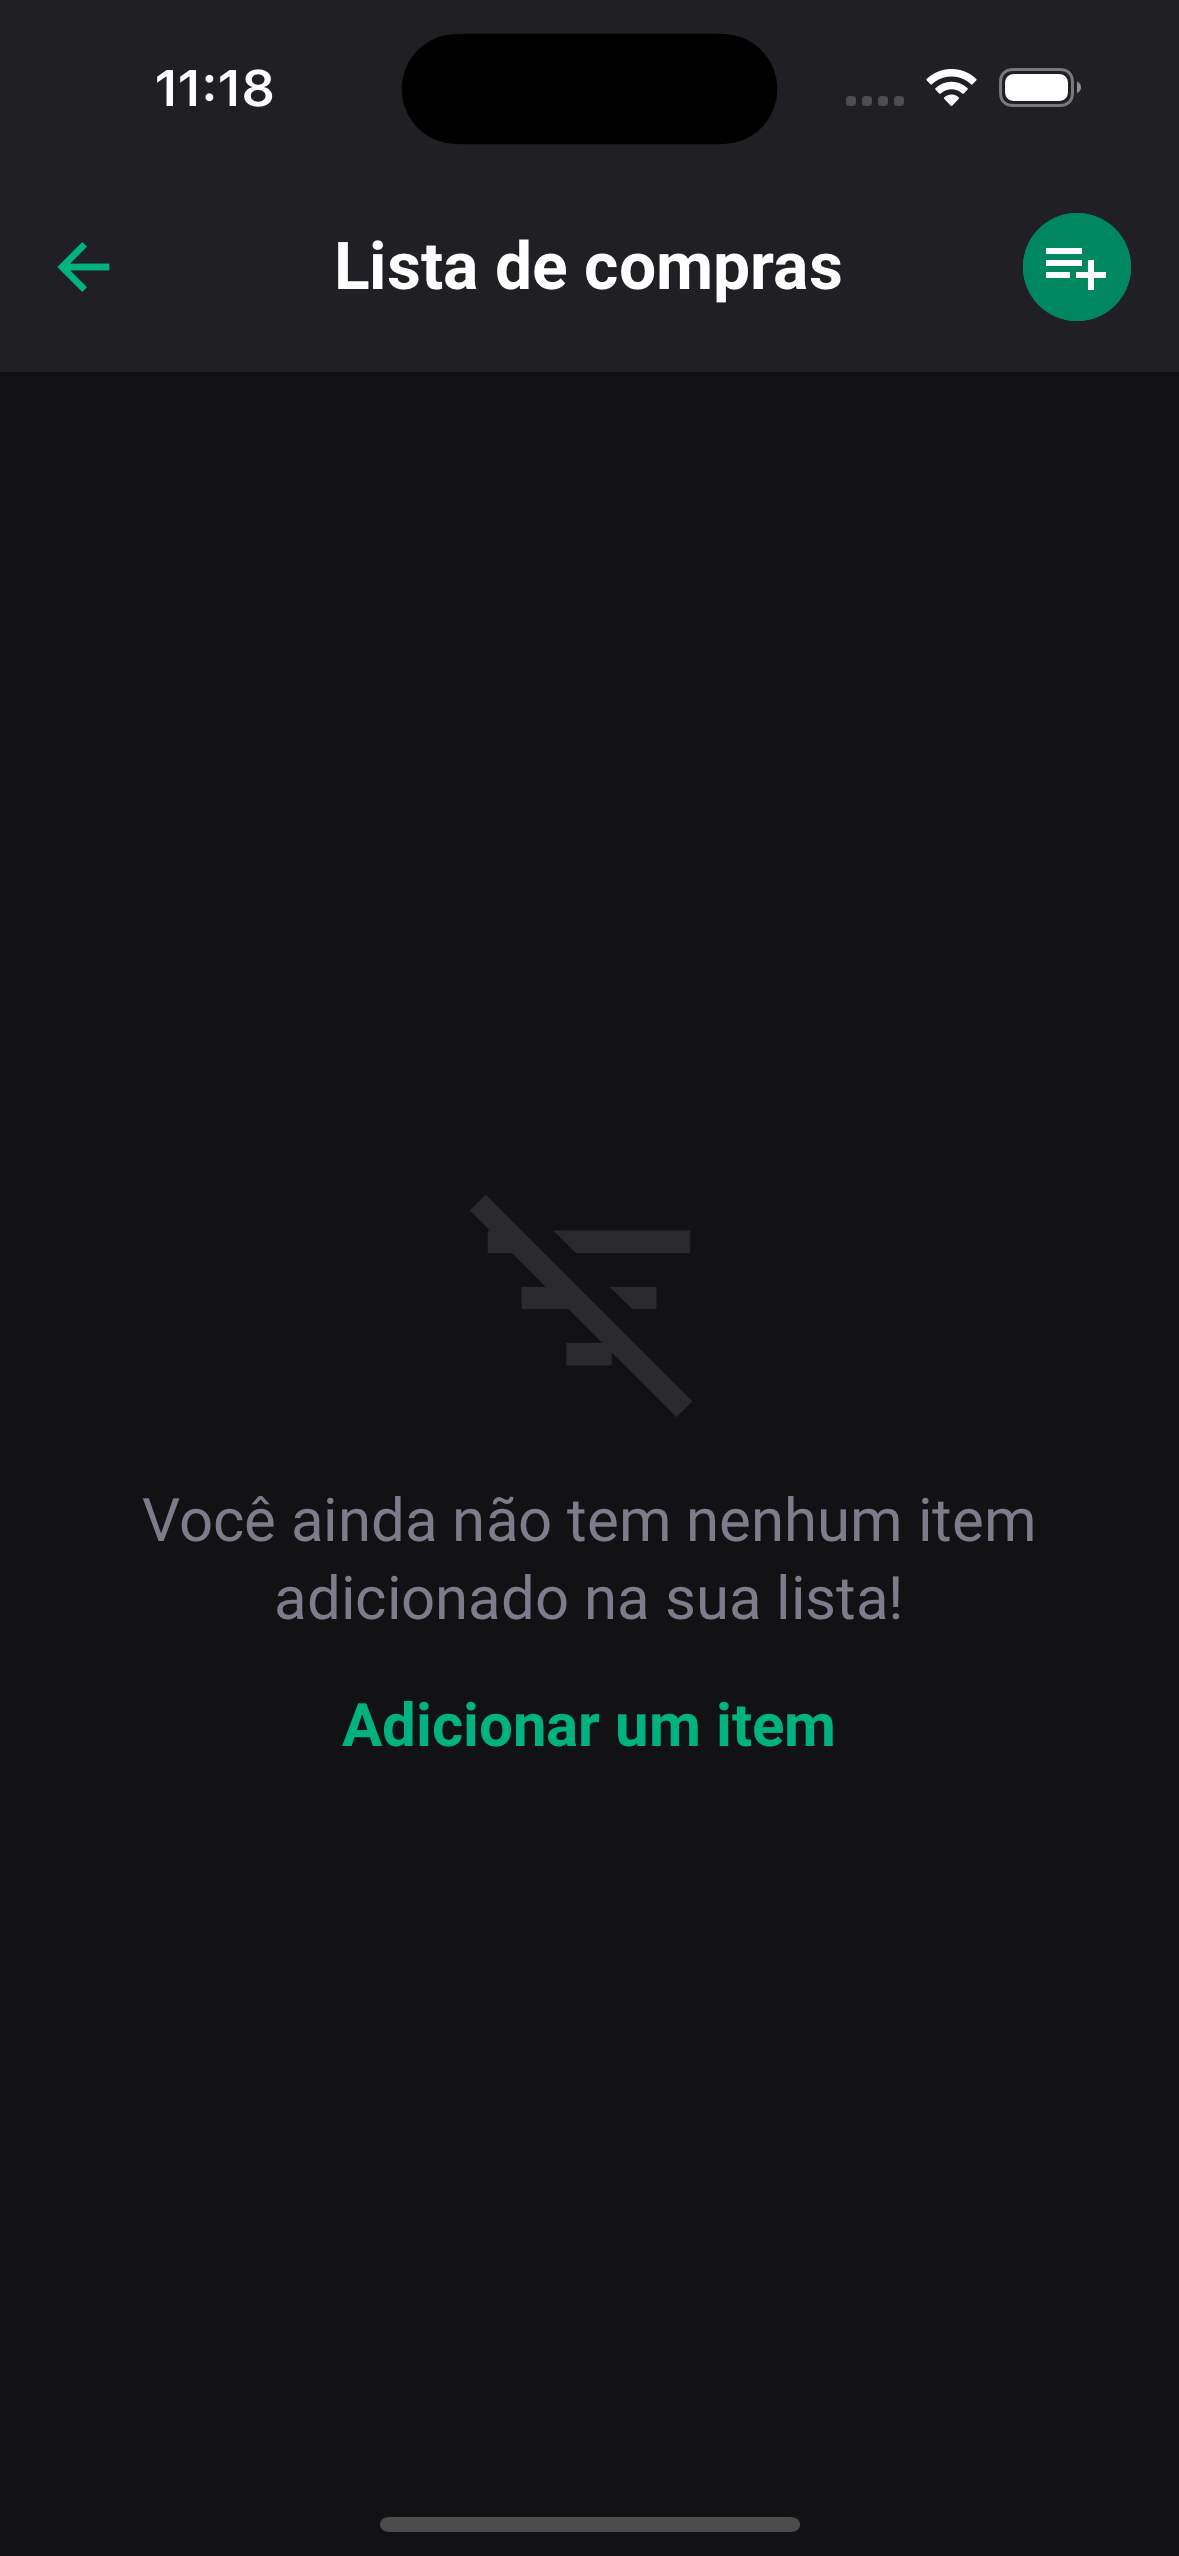 11:18
Lista de compras
Você ainda não tem nenhum item
adicionado na sua lista!
Adicionar um item